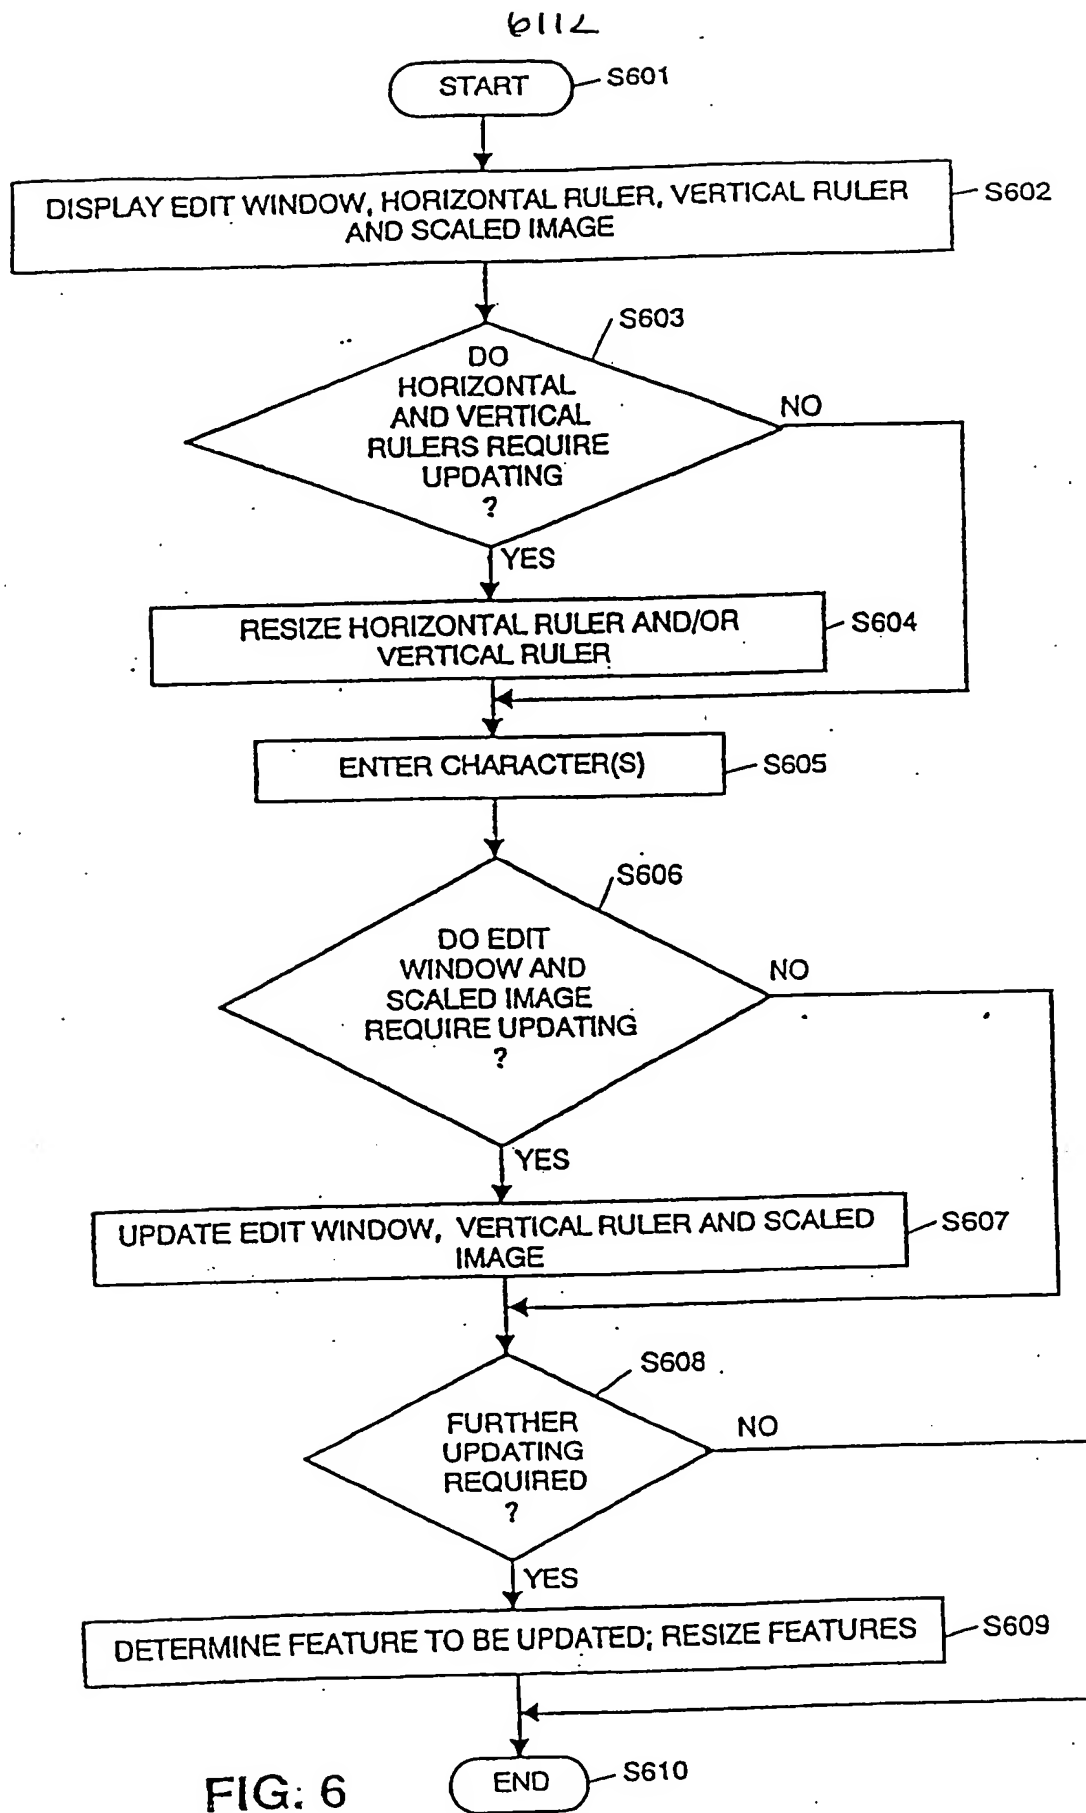 6/12
START
S601
DISPLAY EDIT WINDOW, HORIZONTAL RULER, VERTICAL RULER
AND SCALED IMAGE
S602
S603
DO
HORIZONTAL
AND VERTICAL
RULERS REQUIRE
UPDATING
?
NO
YES
RESIZE HORIZONTAL RULER AND/OR
VERTICAL RULER
S604
ENTER CHARACTER(S)
S605
S606
DO EDIT
WINDOW AND
SCALED IMAGE
REQUIRE UPDATING
?
NO
YES
UPDATE EDIT WINDOW, VERTICAL RULER AND SCALED
IMAGE
S607
S608
FURTHER
UPDATING
REQUIRED
?
NO
YES
DETERMINE FEATURE TO BE UPDATED; RESIZE FEATURES
S609
END
S610
FIG. 6